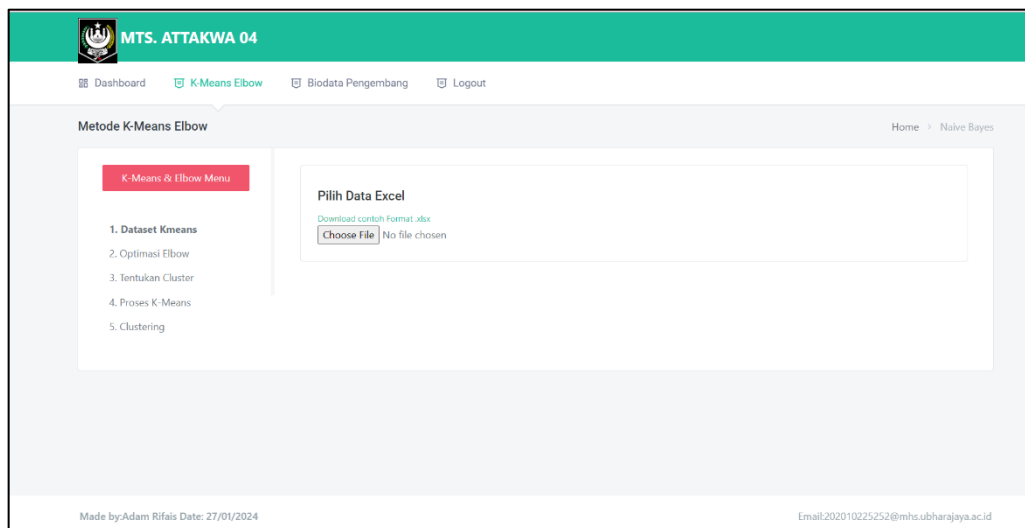 MTS. ATTAKWA 04
Dashboard K-Means Elbow Biodata Pengembang Logout
Metode K-Means Elbow Home > Naive Bayes
K-Means & Elbow Menu
1. Dataset Kmeans
2. Optimasi Elbow
3. Tentukan Cluster
4. Proses K-Means
5. Clustering
Pilih Data Excel
Download contoh Format .xlsx
Choose File No file chosen
Made by:Adam Rifais Date: 27/01/2024 Email:202010225252@mhs.ubharajaya.ac.id